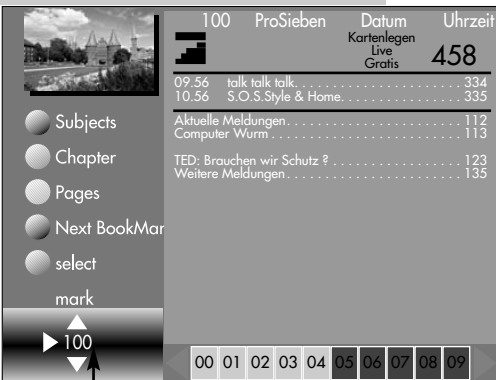 100 ProSieben Datum Uhrzeit
Kartenlegen
Live
Gratis
458
09.56 talk talk talk. . . . . . . . . . . . . . . . . . . . . . . . 334
10.56 S.O.S.Style & Home. . . . . . . . . . . . . . . . . . 335
Aktuelle Meldungen. . . . . . . . . . . . . . . . . . . . . . . . . . 112
Computer Wurm . . . . . . . . . . . . . . . . . . . . . . . . . . . . 113
TED: Brauchen wir Schutz ? . . . . . . . . . . . . . . . . . . . . 123
Weitere Meldungen. . . . . . . . . . . . . . . . . . . . . . . . . . 135
Subjects
Chapter
Pages
Next BookMar
select
mark
100
00 01 02 03 04 05 06 07 08 09